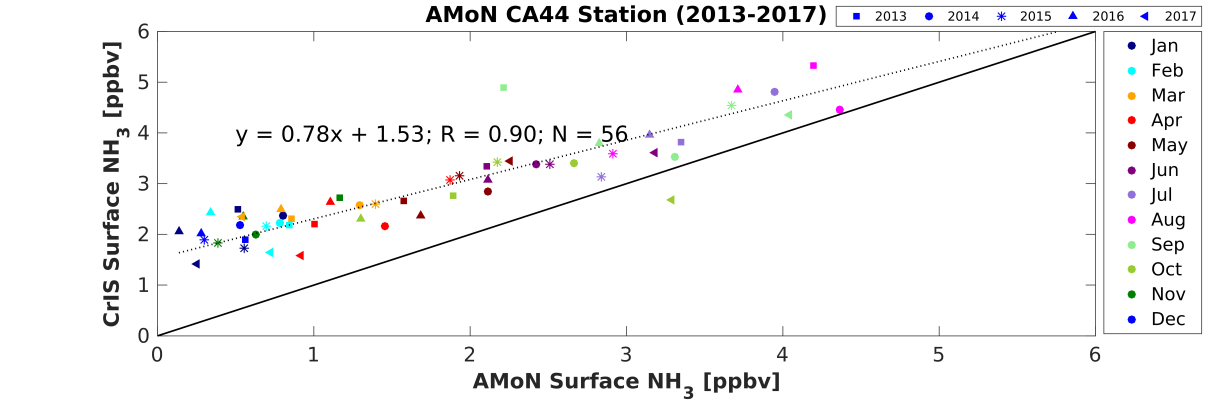 AMoN CA44 Station (2013-2017)
2013 2014 2015 2016 2017
6
5
4
3
2
1
0
CrIS Surface NH3 [ppbv]
y = 0.78x + 1.53; R = 0.90; N = 56
0 1 2 3 4 5 6
AMoN Surface NH3 [ppbv]
Jan
Feb
Mar
Apr
May
Jun
Jul
Aug
Sep
Oct
Nov
Dec